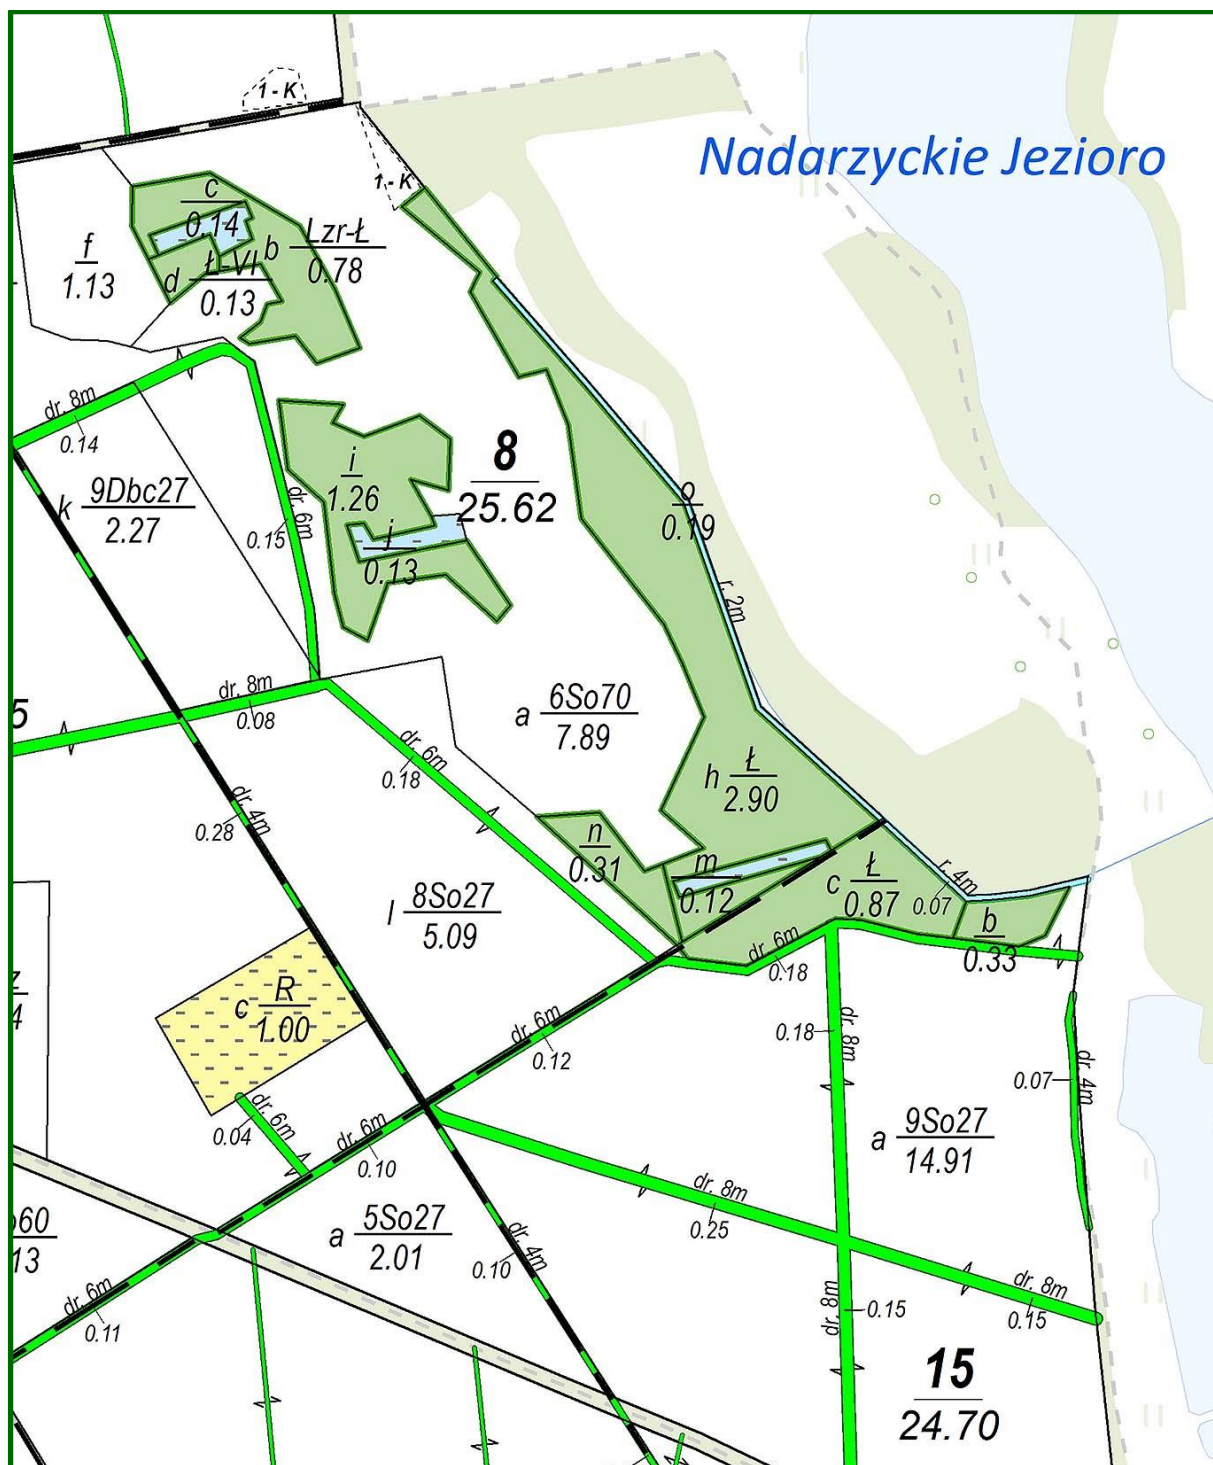 1 - K
Nadarzyckie Jezioro
1 - K
c
0.14
b Lzr-Ł
0.78
f
1.13
d Ł-VI
0.13
dr. 8m
0.14
8
25.62
i
1.26
k 9Dbc27
2.27
dr. 6m
0.15
o
0.19
j
0.13
r. 2m
dr. 8m
0.08
5
a 6So70
7.89
dr. 6m
0.18
h Ł
2.90
dr. 4m
0.28
n
0.31
m
0.12
c Ł
0.87
r. 4m
0.07
l 8So27
5.09
b
0.33
dr. 6m
0.18
c R
1.00
4
dr. 6m
0.12
0.18
dr. 8m
0.07
dr. 4m
dr. 6m
0.04
dr. 6m
0.10
a 9So27
14.91
dr. 8m
0.25
60
13
a 5So27
2.01
dr. 4m
0.10
dr. 6m
0.11
dr. 8m
0.15
dr. 8m
0.15
15
24.70